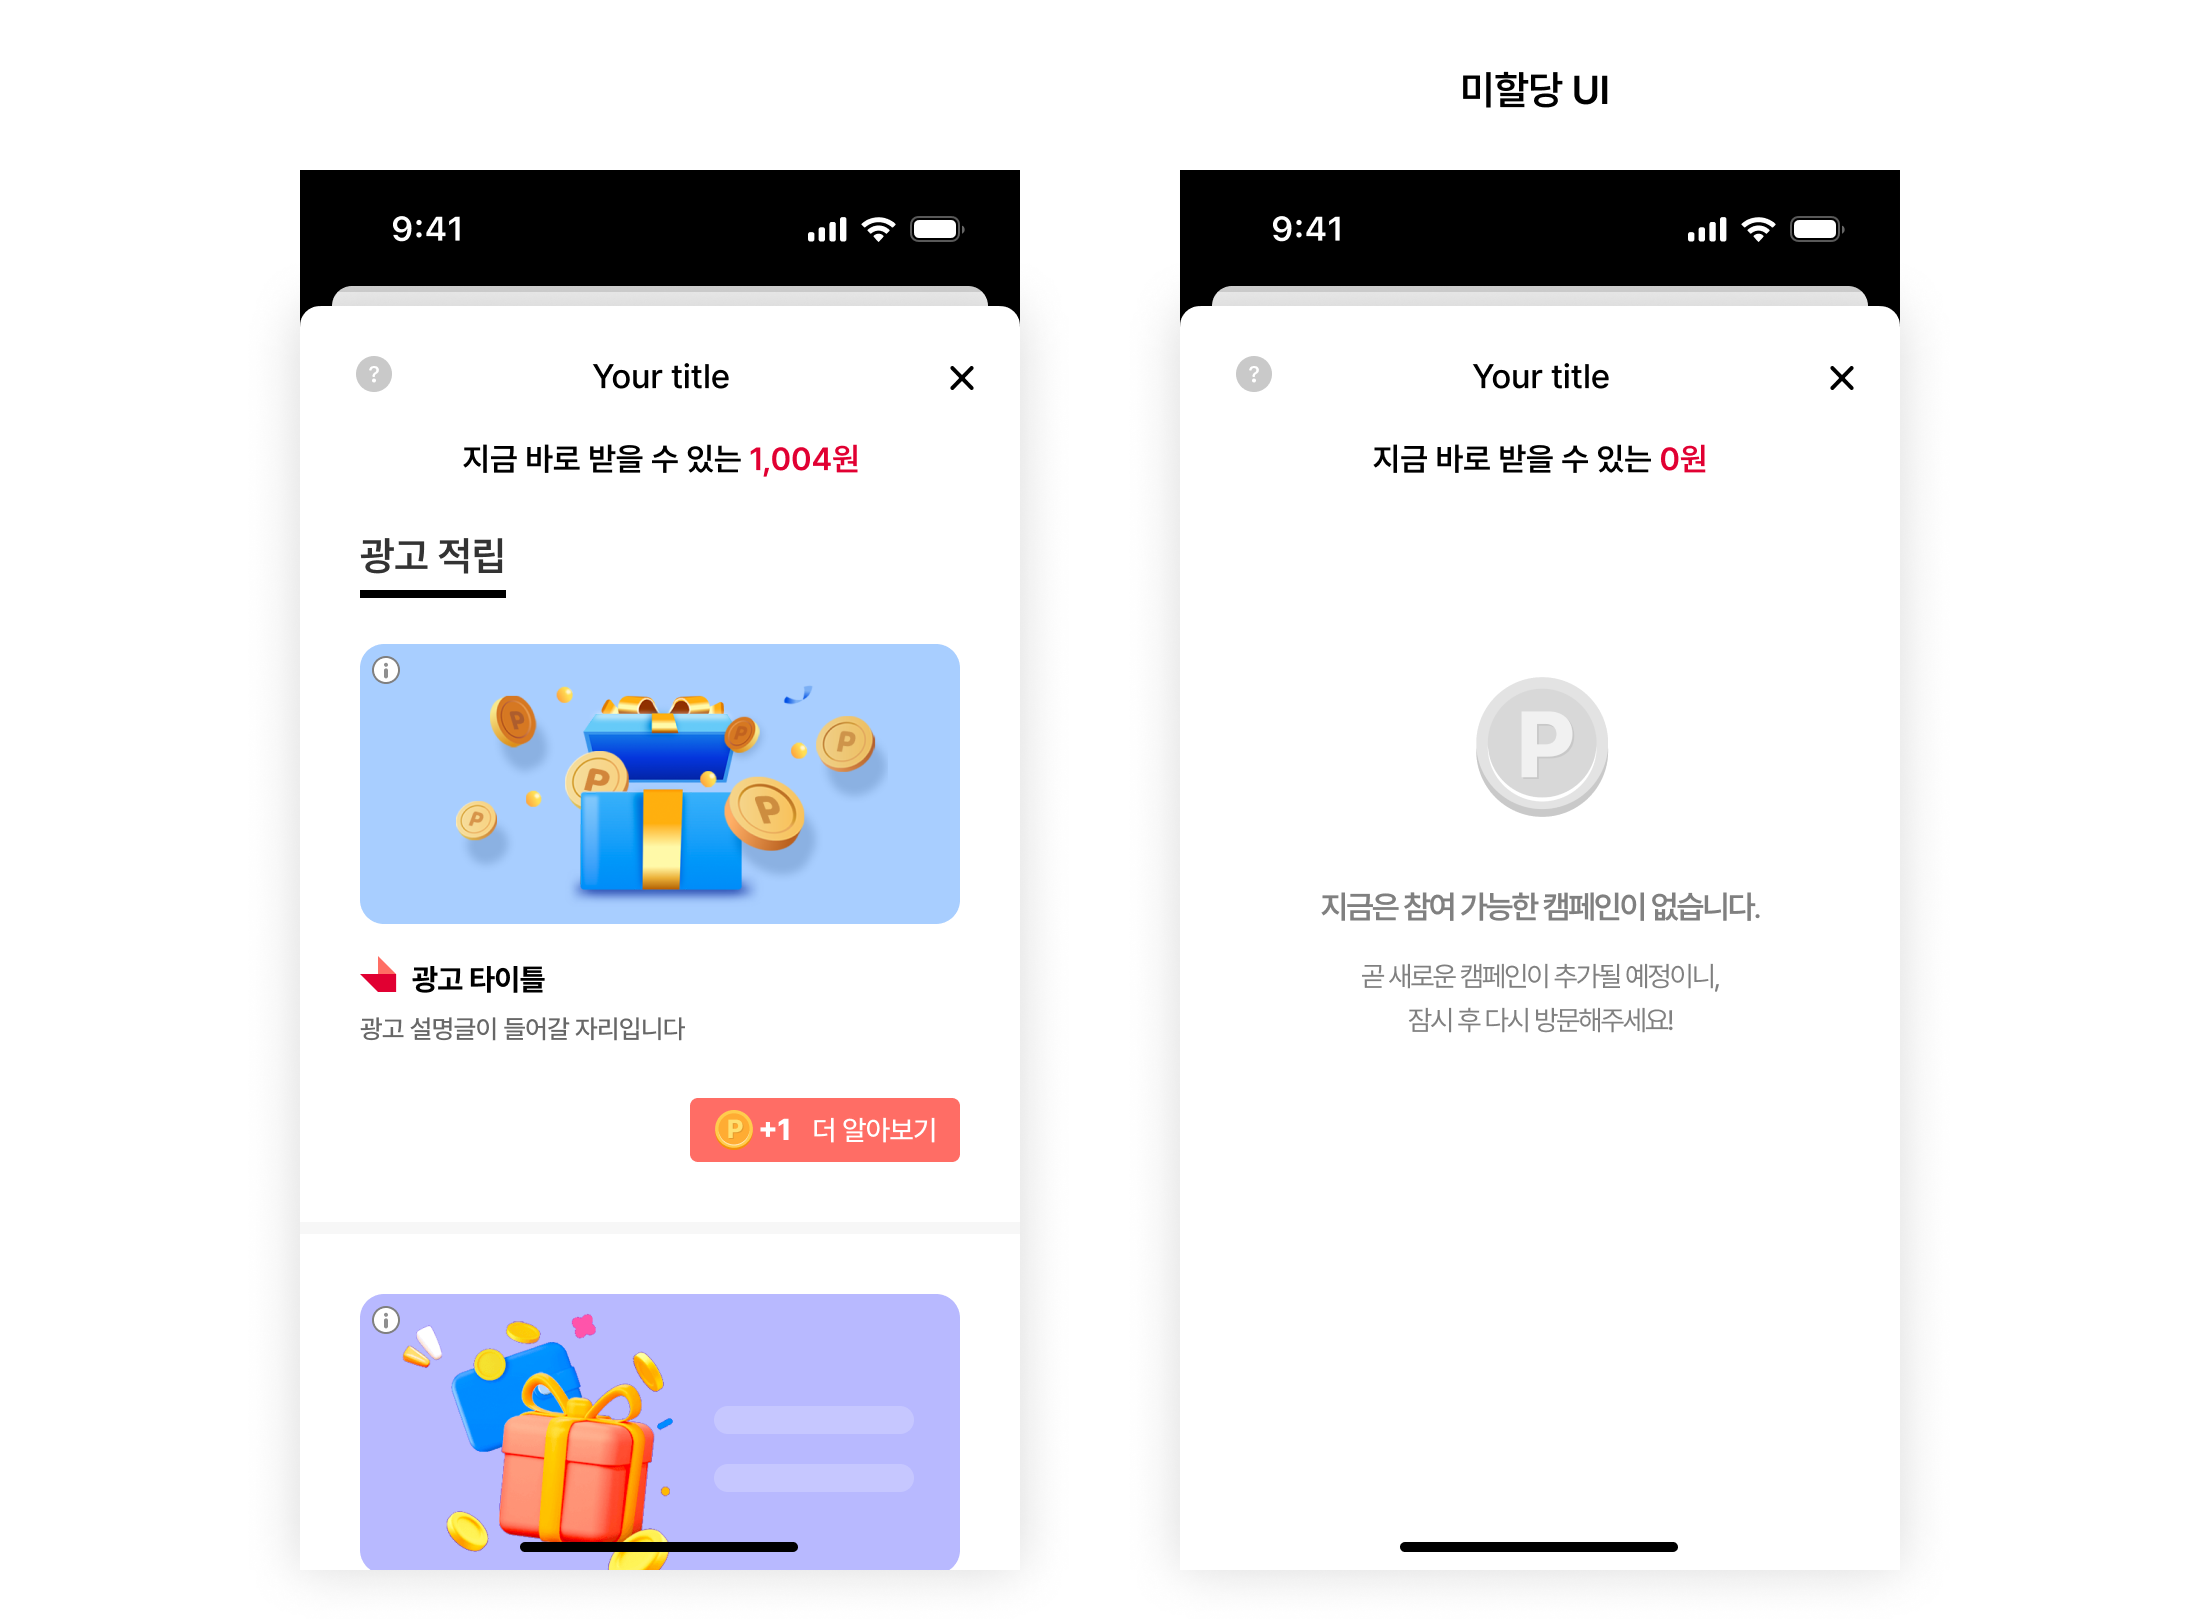 미할당 UI
9:41
?
Your title
지금 바로 받을 수 있는 1,004원
광고 적립
P
P
P
P
P
P
광고 타이틀
광고 설명글이 들어갈 자리입니다
P +1 더 알아보기
9:41
?
Your title
지금 바로 받을 수 있는 0원
P
지금은 참여 가능한 캠페인이 없습니다.
곧 새로운 캠페인이 추가될 예정이니,
잠시 후 다시 방문해주세요!